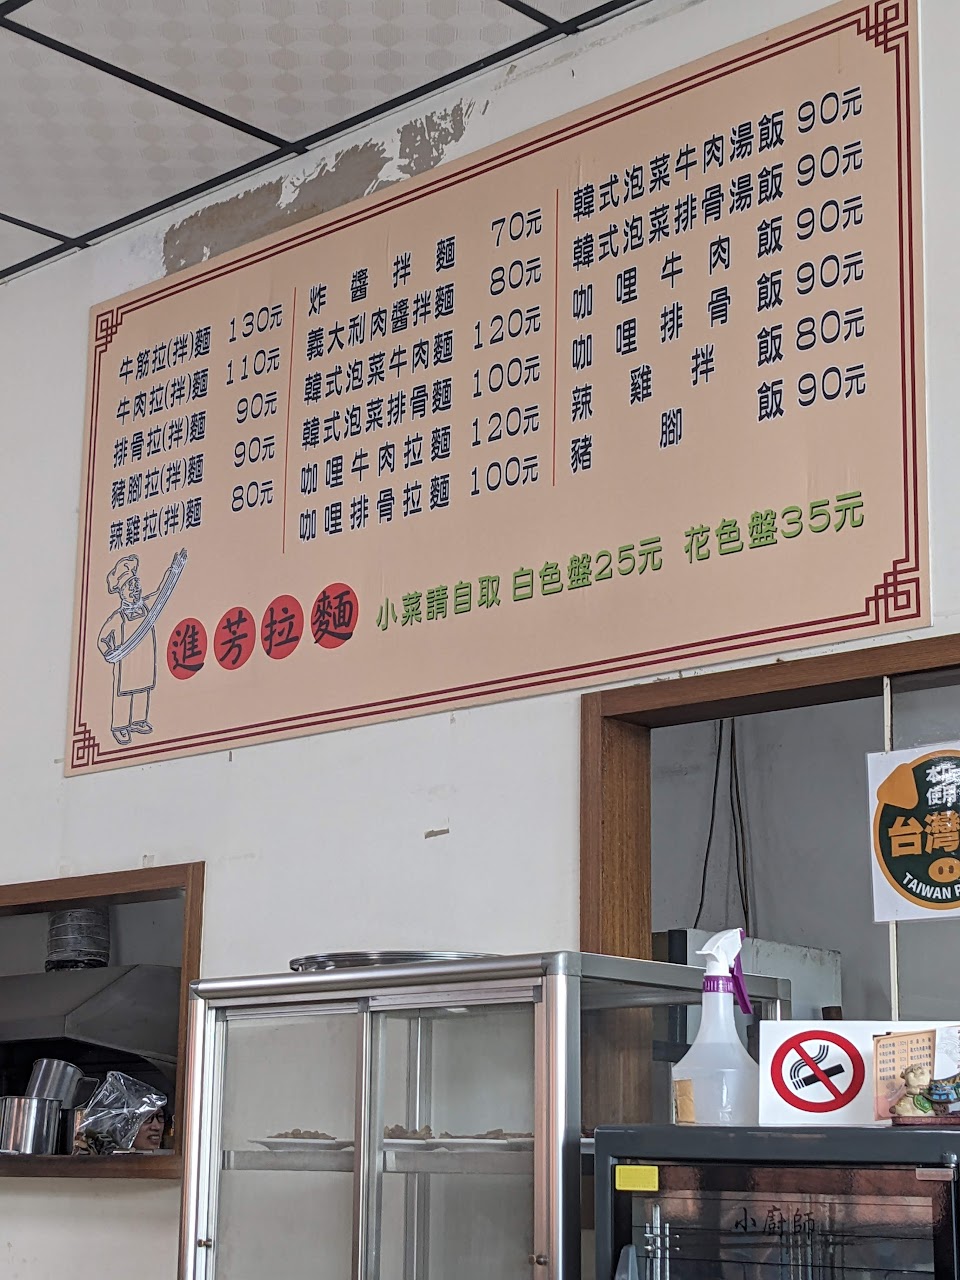 牛筋拉(拌)麵 130元
牛肉拉(拌)麵 110元
排骨拉(拌)麵 90元
豬腳拉(拌)麵 90元
辣雞拉(拌)麵 80元
炸醬拌麵 70元
義大利肉醬拌麵 80元
韓式泡菜牛肉麵 120元
韓式泡菜排骨麵 100元
咖哩牛肉拉麵 120元
咖哩排骨拉麵 100元
韓式泡菜牛肉湯飯 90元
韓式泡菜排骨湯飯 90元
咖哩牛肉飯 90元
咖哩排骨飯 90元
辣雞拌飯 80元
豬腳飯 90元
進芳拉麵
小菜請自取 白色盤25元 花色盤35元
本店
使用
台灣
TAIWAN P
小廚師